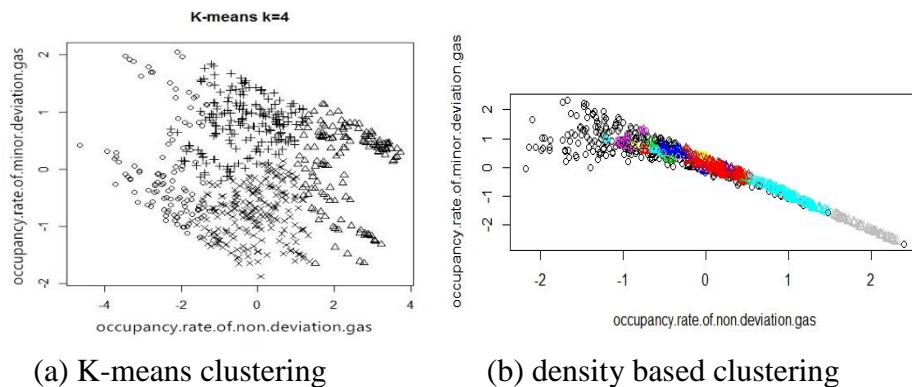 K-means k=4
occupancy.rate.of.minor.deviation.gas
2
1
0
-1
-2
-4
-2
0
2
4
occupancy.rate.of.non.deviation.gas
(a) K-means clustering
occupancy.rate.of.minor.deviation.gas
2
1
0
-1
-2
-2
-1
0
1
2
occupancy.rate.of.non.deviation.gas
(b) density based clustering